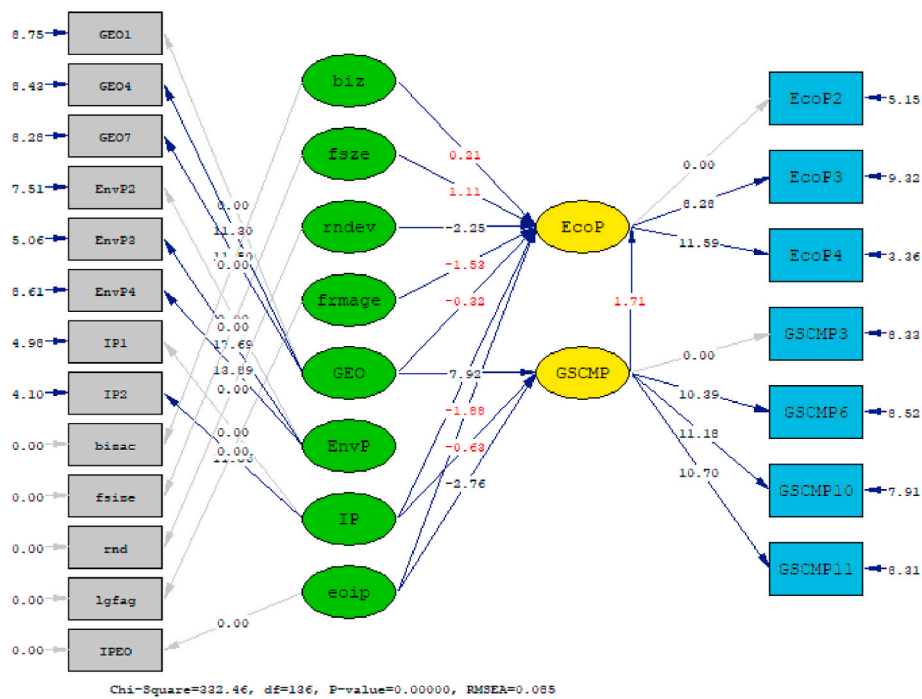 8.75
GEO1
8.43
GEO4
8.28
GEO7
7.51
EnvP2
5.06
EnvP3
8.61
EnvP4
4.98
IP1
4.10
IP2
0.00
bizac
0.00
fsize
0.00
rnd
0.00
lgfag
0.00
IPEO
0.00
11.30
0.00
0.00
17.69
13.89
0.00
0.00
0.00
biz
fsze
rndev
frmage
GEO
EnvP
IP
eoip
0.21
1.11
-2.25
-1.53
-0.32
7.92
-1.88
-0.63
-2.76
EcoP
1.71
GSCMP
0.00
8.28
11.59
0.00
10.39
11.18
10.70
EcoP2
5.15
EcoP3
9.32
EcoP4
3.36
GSCMP3
8.33
GSCMP6
8.52
GSCMP10
7.91
GSCMP11
8.31
Chi-Square=332.46, df=136, P-value=0.00000, RMSEA=0.085